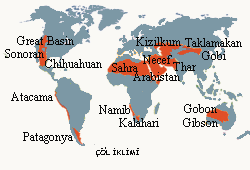 Great Basin
Kizilkum
Taklamakan
Sonoran
Necef
Gobi
Chihuahuan
Sahra
Thar
Arabistan
Atacama
Namib
Gobon
Kalahari
Gibson
Patagonya
ÇÖL İKLİMİ